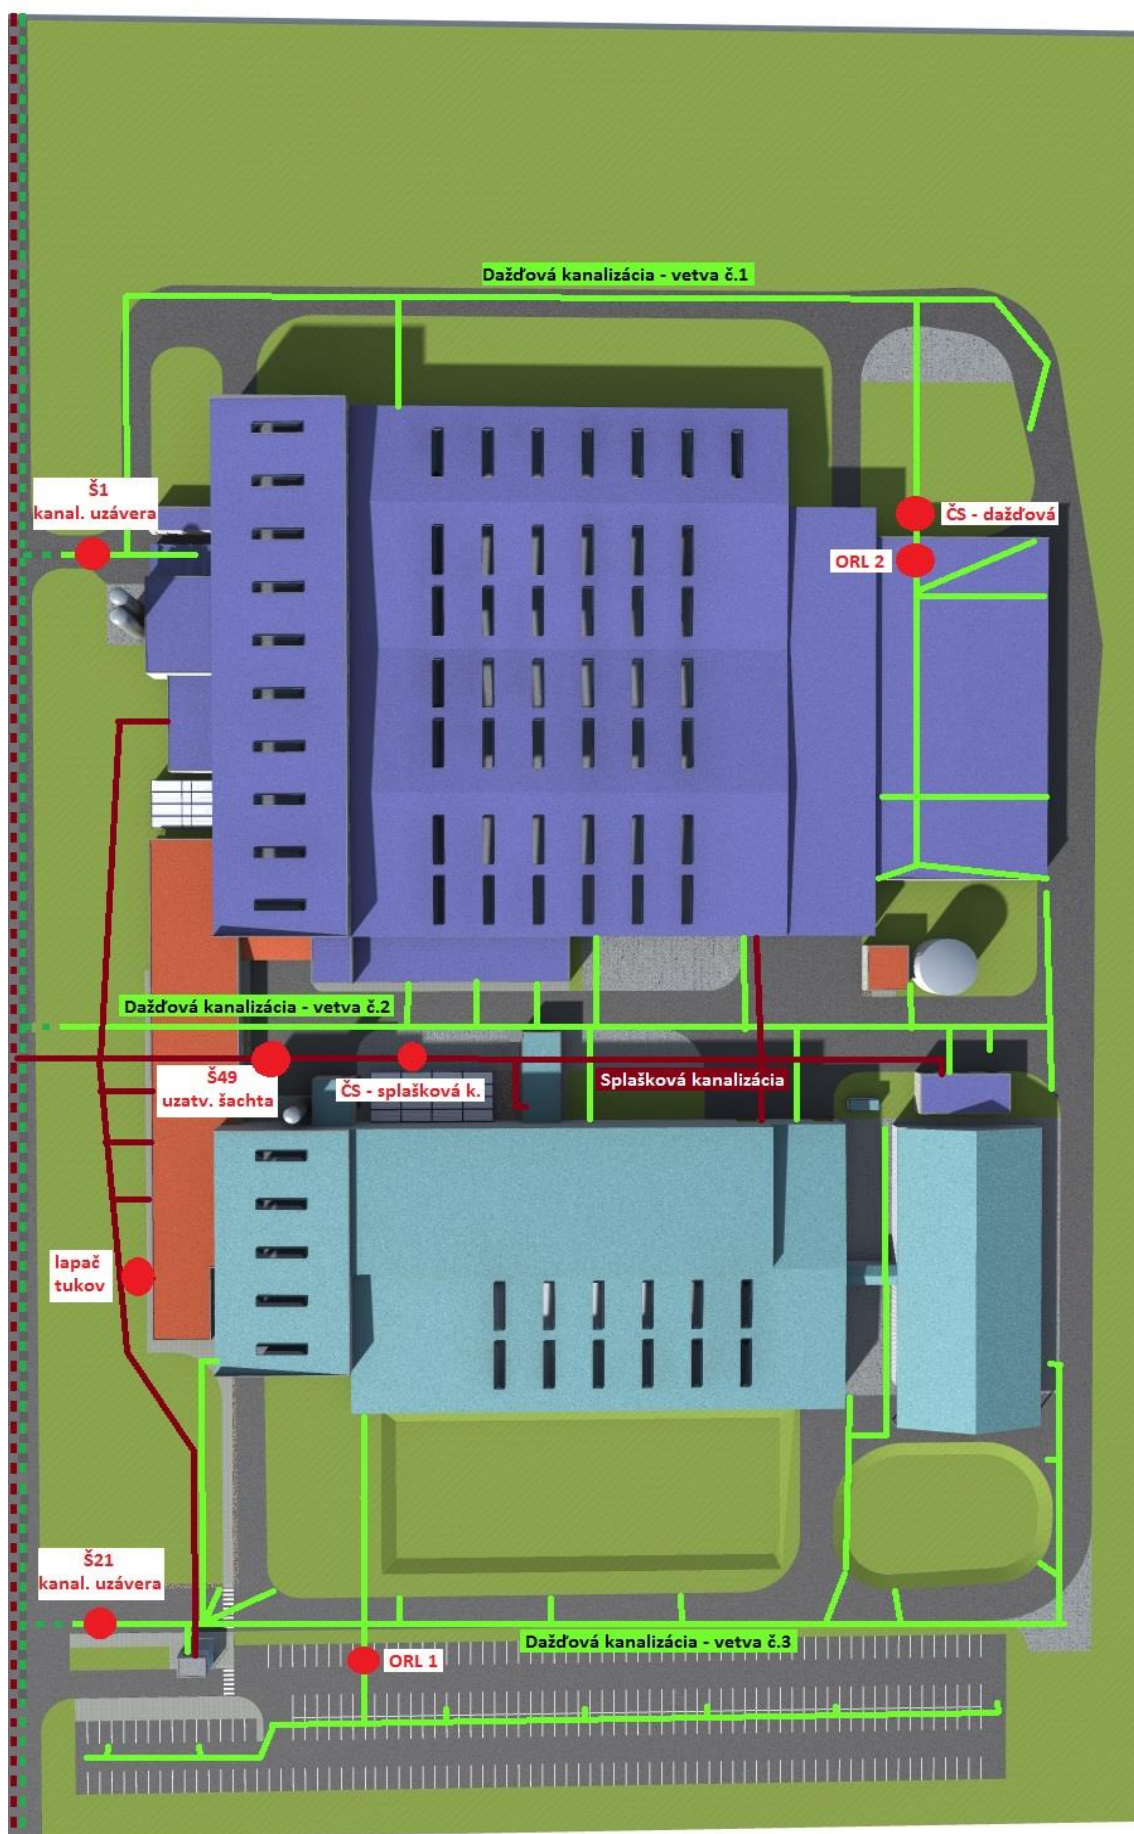 Dažďová kanalizácia - vetva č.1
Š1
kanal. uzávera
ČS - dažďová
ORL 2
Dažďová kanalizácia - vetva č.2
Š49
uzatv. šachta
ČS - splašková k.
Splašková kanalizácia
lapač
tukov
Š21
kanal. uzávera
Dažďová kanalizácia - vetva č.3
ORL 1